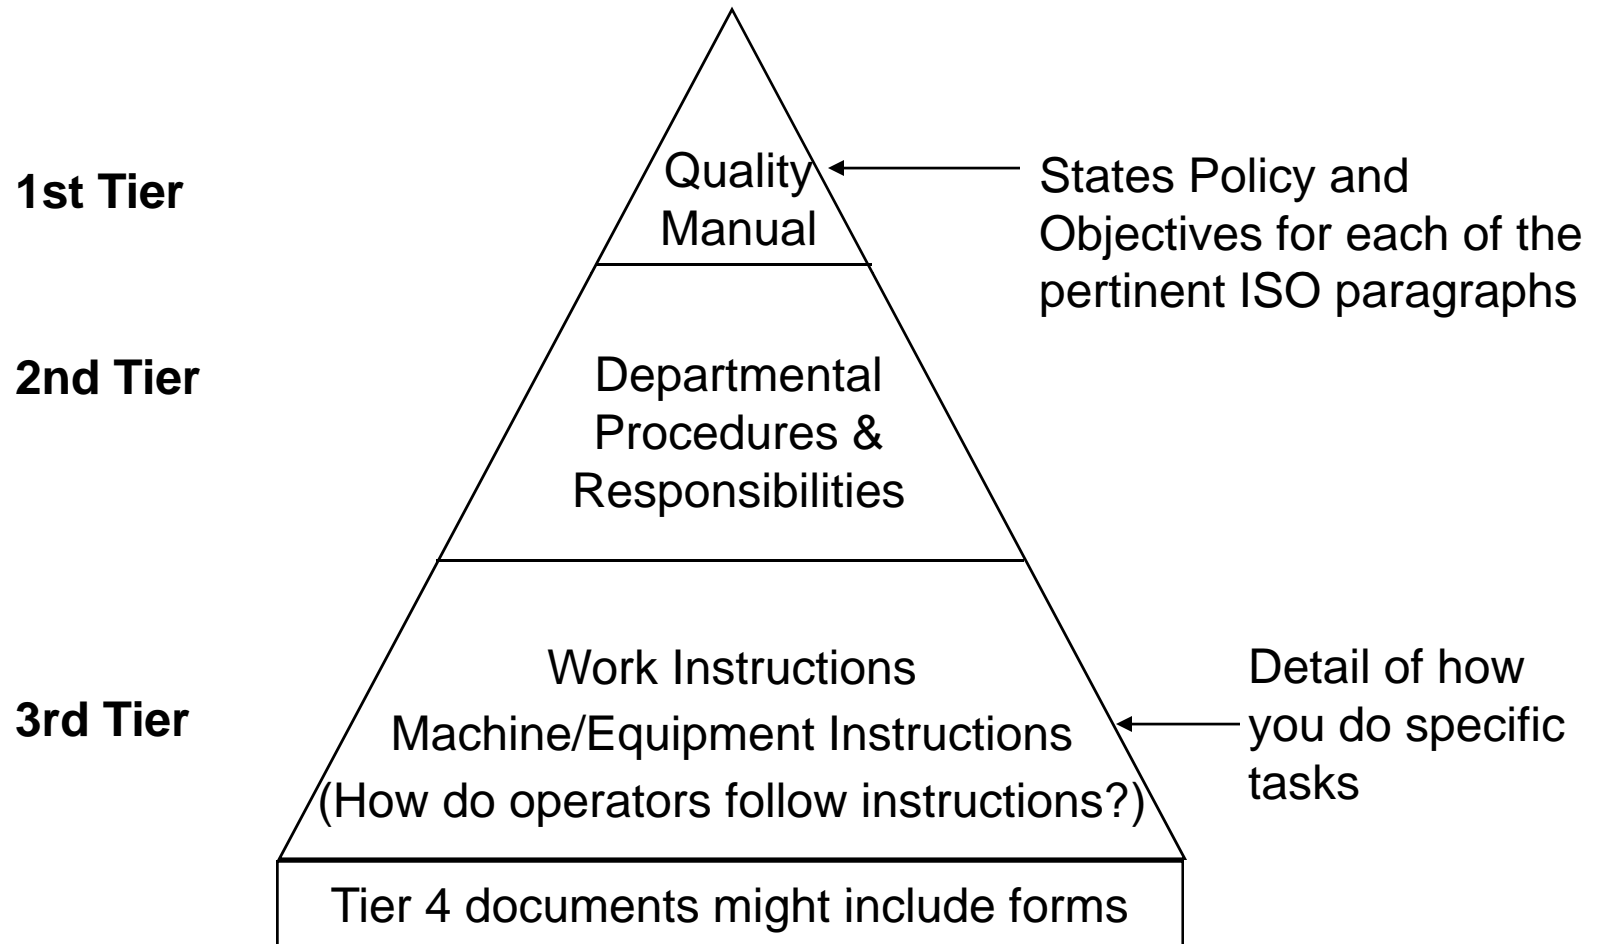 1st Tier
Quality
Manual
States Policy and
Objectives for each of the
pertinent ISO paragraphs
2nd Tier
Departmental
Procedures &
Responsibilities
3rd Tier
Work Instructions
Machine/Equipment Instructions
(How do operators follow instructions?)
Detail of how
you do specific
tasks
Tier 4 documents might include forms